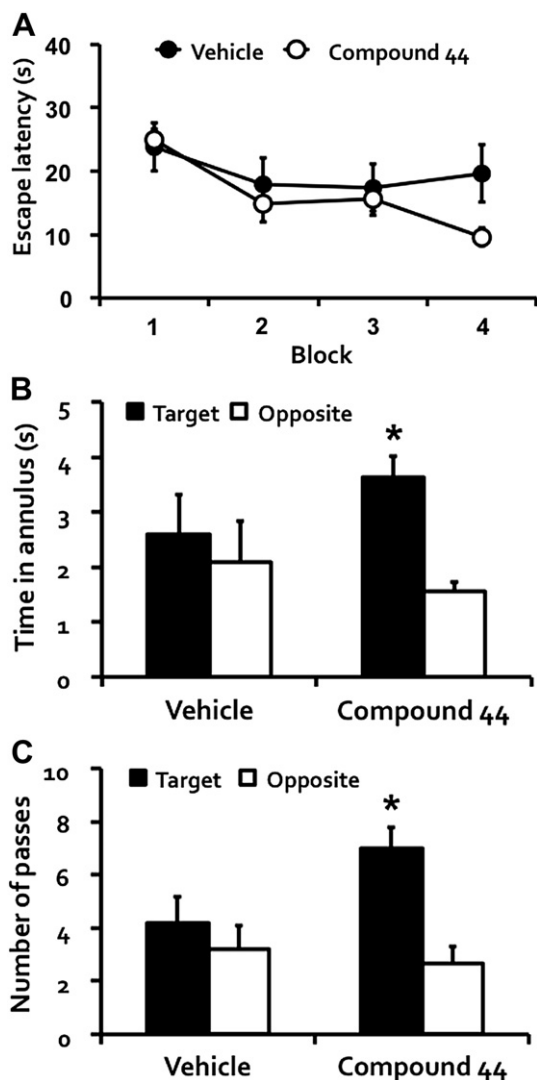 A
Escape latency (s)
40
30
20
10
0
Vehicle Compound 44
1 2 3 4
Block
B
Time in annulus (s)
5
4
3
2
1
0
Target Opposite
*
Vehicle Compound 44
C
Number of passes
10
8
6
4
2
0
Target Opposite
*
Vehicle Compound 44